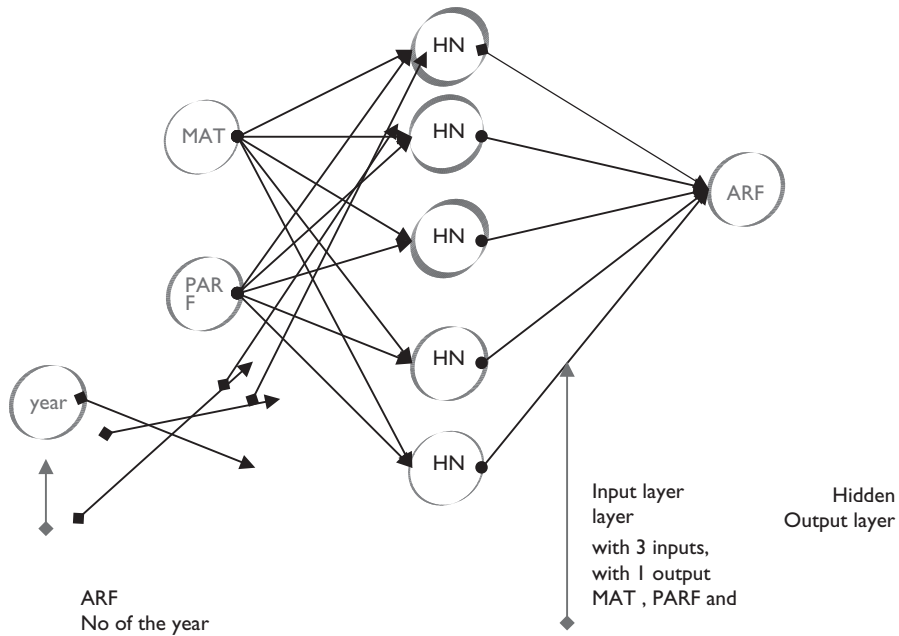 HN
MAT
HN
ARF
HN
PAR
F
HN
year
HN
Input layer
layer
with 3 inputs,
with 1 output
MAT , PARF and
Hidden
Output layer
ARF
No of the year